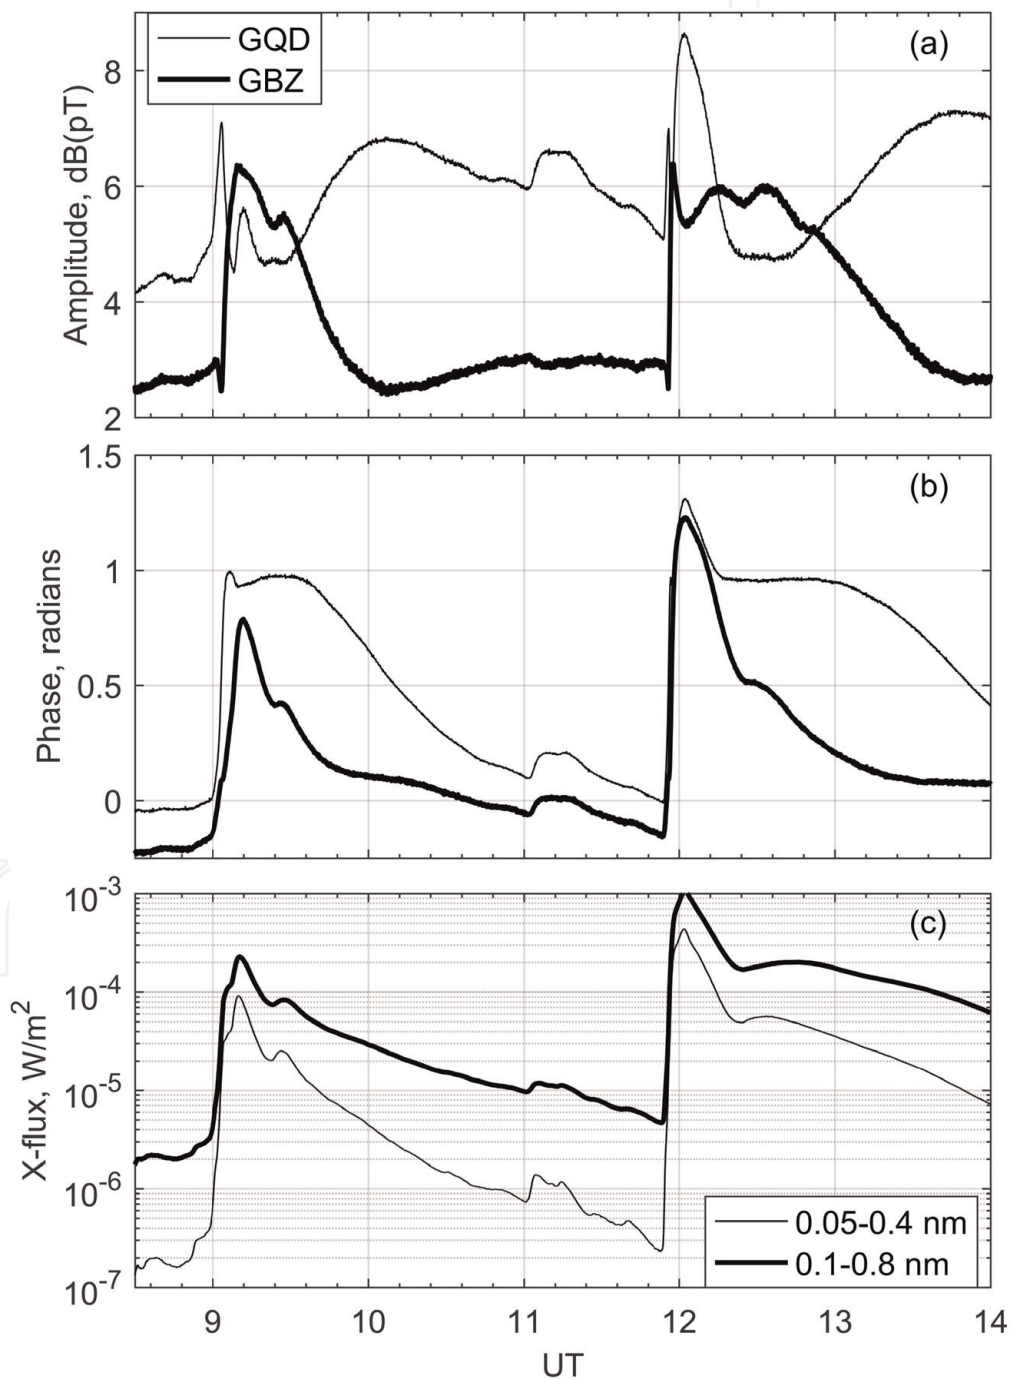 GQD
GBZ
(a)
8
6
4
2
Amplitude, dB(pT)
1.5
(b)
1
0.5
0
Phase, radians
10⁻³
(c)
10⁻⁴
10⁻⁵
10⁻⁶
10⁻⁷
X-flux, W/m²
0.05-0.4 nm
0.1-0.8 nm
9 10 11 12 13 14
UT